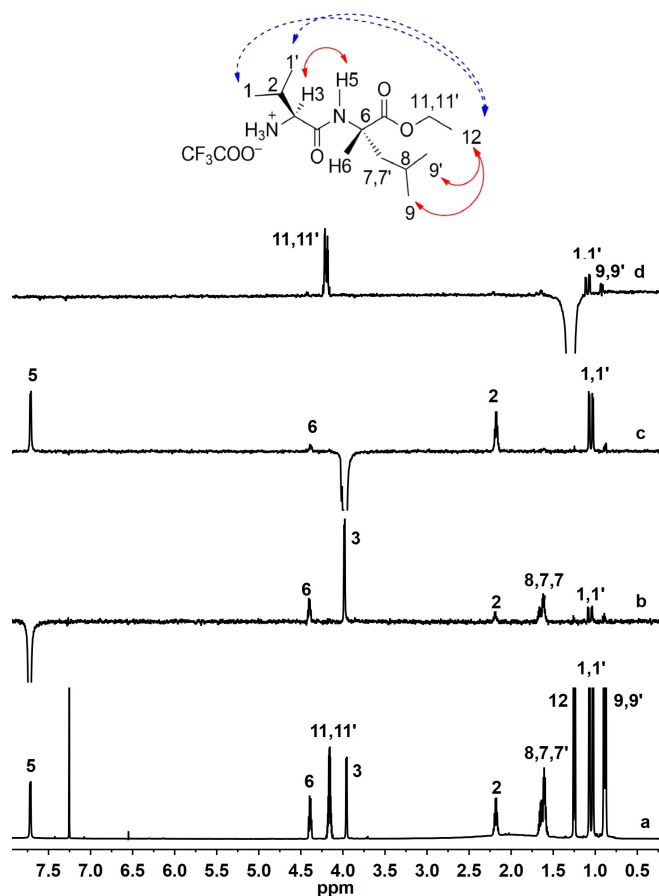 1'
H5
O
11,11'
1
2
H3
6
+
H₃N
N
O
12
CF₃COO⁻
O
H6
8
9'
7,7'
9
11,11'
1,1'
9,9'
d
5
6
2
1,1'
c
3
6
8,7,7
2
1,1'
b
1,1'
12
9,9'
11,11'
8,7,7'
5
6
3
2
a
7.5 7.0 6.5 6.0 5.5 5.0 4.5 4.0 3.5 3.0 2.5 2.0 1.5 1.0 0.5
ppm